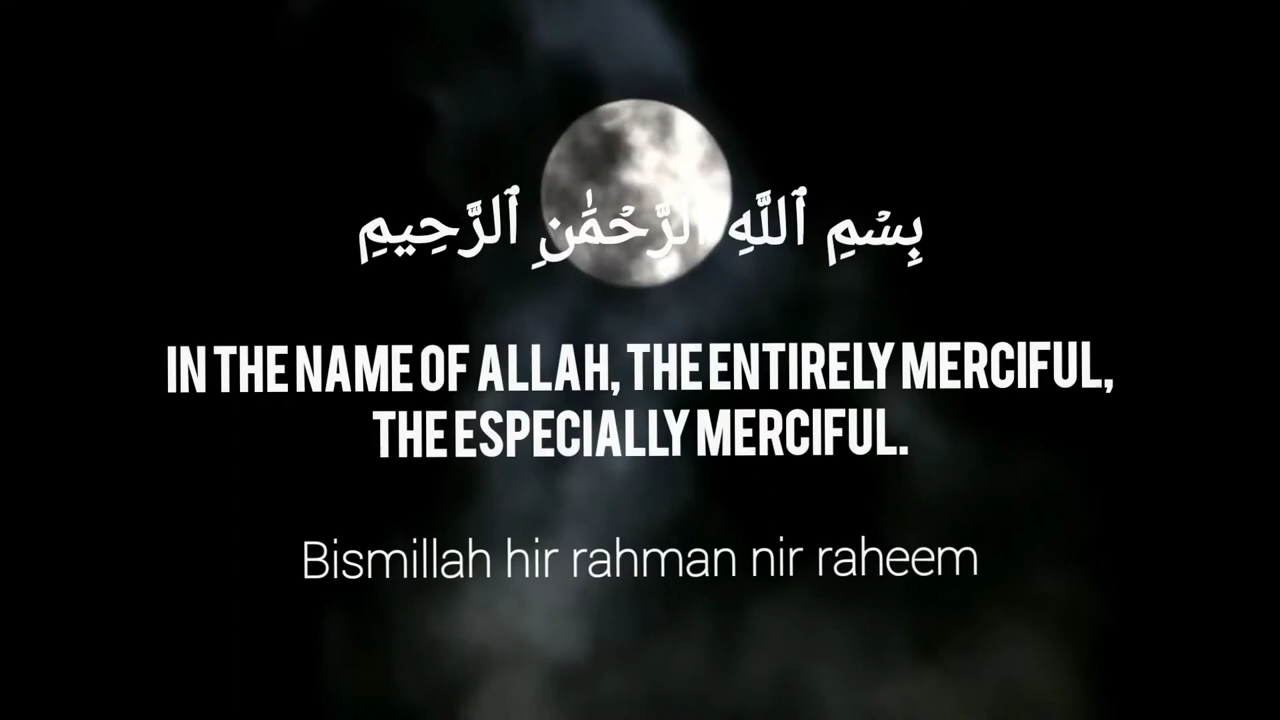 بِسْمِ ٱللَّهِ ٱلرَّحْمَٰنِ ٱلرَّحِيمِ
IN THE NAME OF ALLAH, THE ENTIRELY MERCIFUL,
THE ESPECIALLY MERCIFUL.
Bismillah hir rahman nir raheem